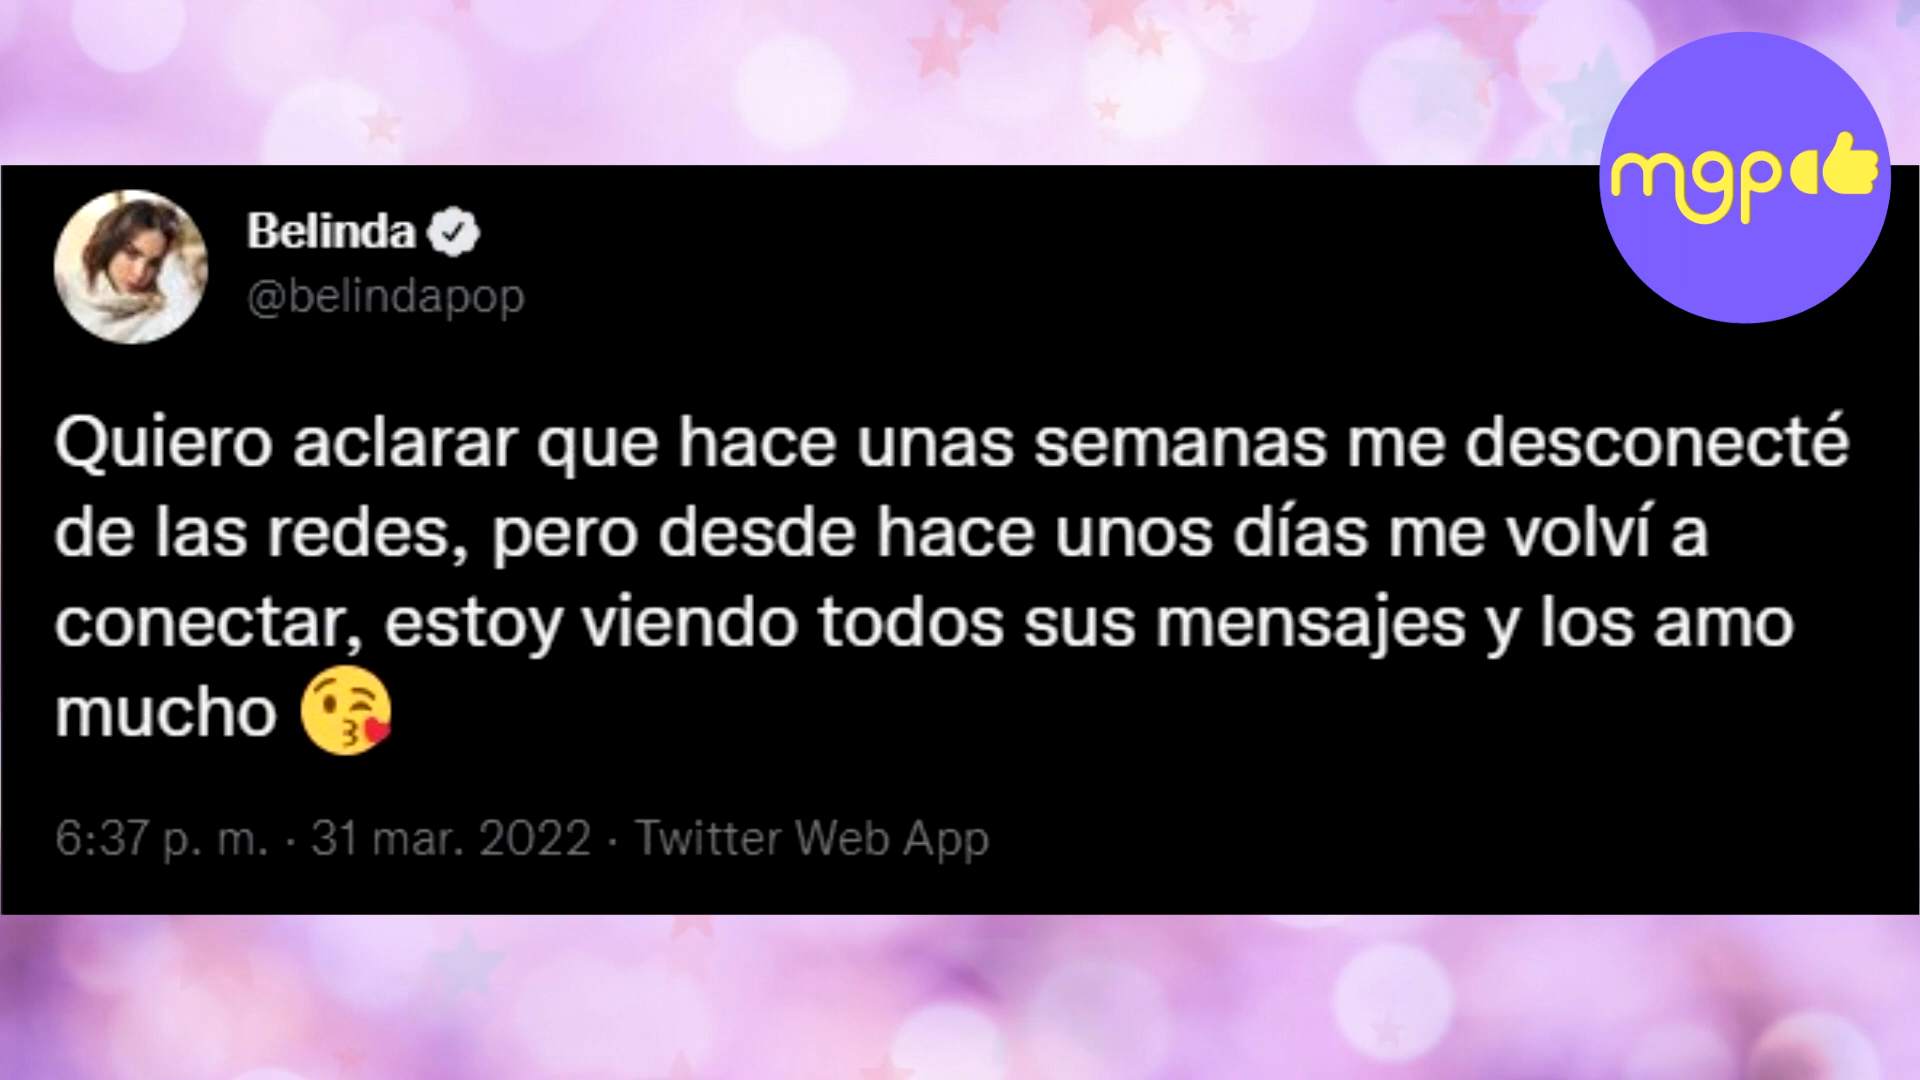 mgp
Belinda
@belindapop
Quiero aclarar que hace unas semanas me desconecté
de las redes, pero desde hace unos días me volví a
conectar, estoy viendo todos sus mensajes y los amo
mucho 😘
6:37 p. m. · 31 mar. 2022 · Twitter Web App